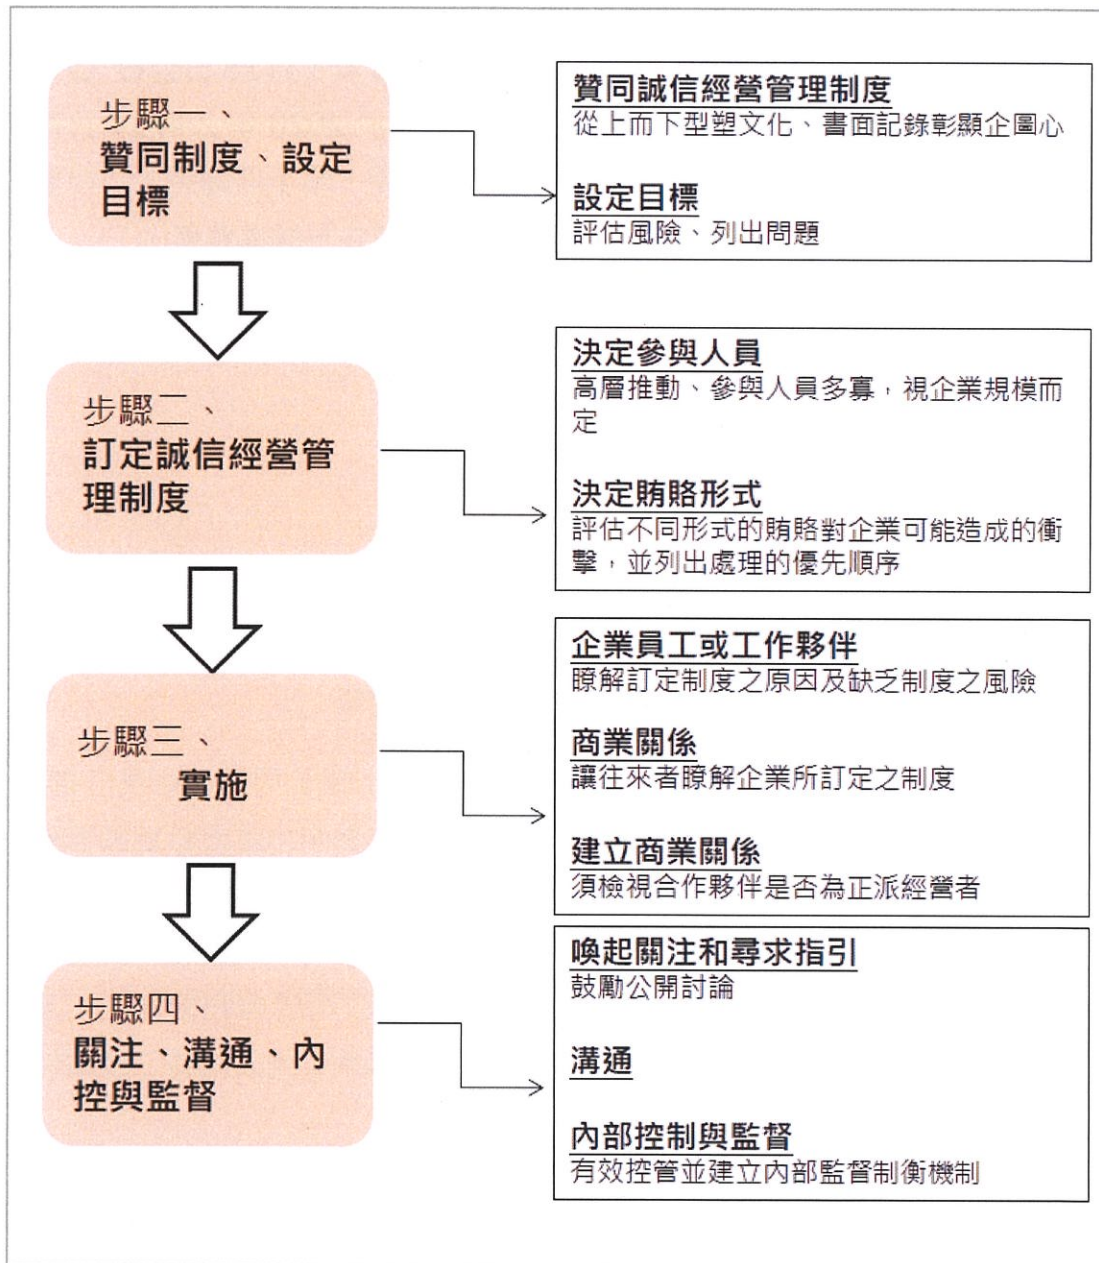 步驟一、
贊同制度、設定
目標
贊同誠信經營管理制度
從上而下型塑文化、書面記錄彰顯企圖心
設定目標
評估風險、列出問題
步驟二、
訂定誠信經營管
理制度
決定參與人員
高層推動、參與人員多寡，視企業規模而
定
決定賄賂形式
評估不同形式的賄賂對企業可能造成的衝
擊，並列出處理的優先順序
步驟三、
實施
企業員工或工作夥伴
瞭解訂定制度之原因及缺乏制度之風險
商業關係
讓往來者瞭解企業所訂定之制度
建立商業關係
須檢視合作夥伴是否為正派經營者
步驟四、
關注、溝通、內
控與監督
喚起關注和尋求指引
鼓勵公開討論
溝通
內部控制與監督
有效控管並建立內部監督制衡機制